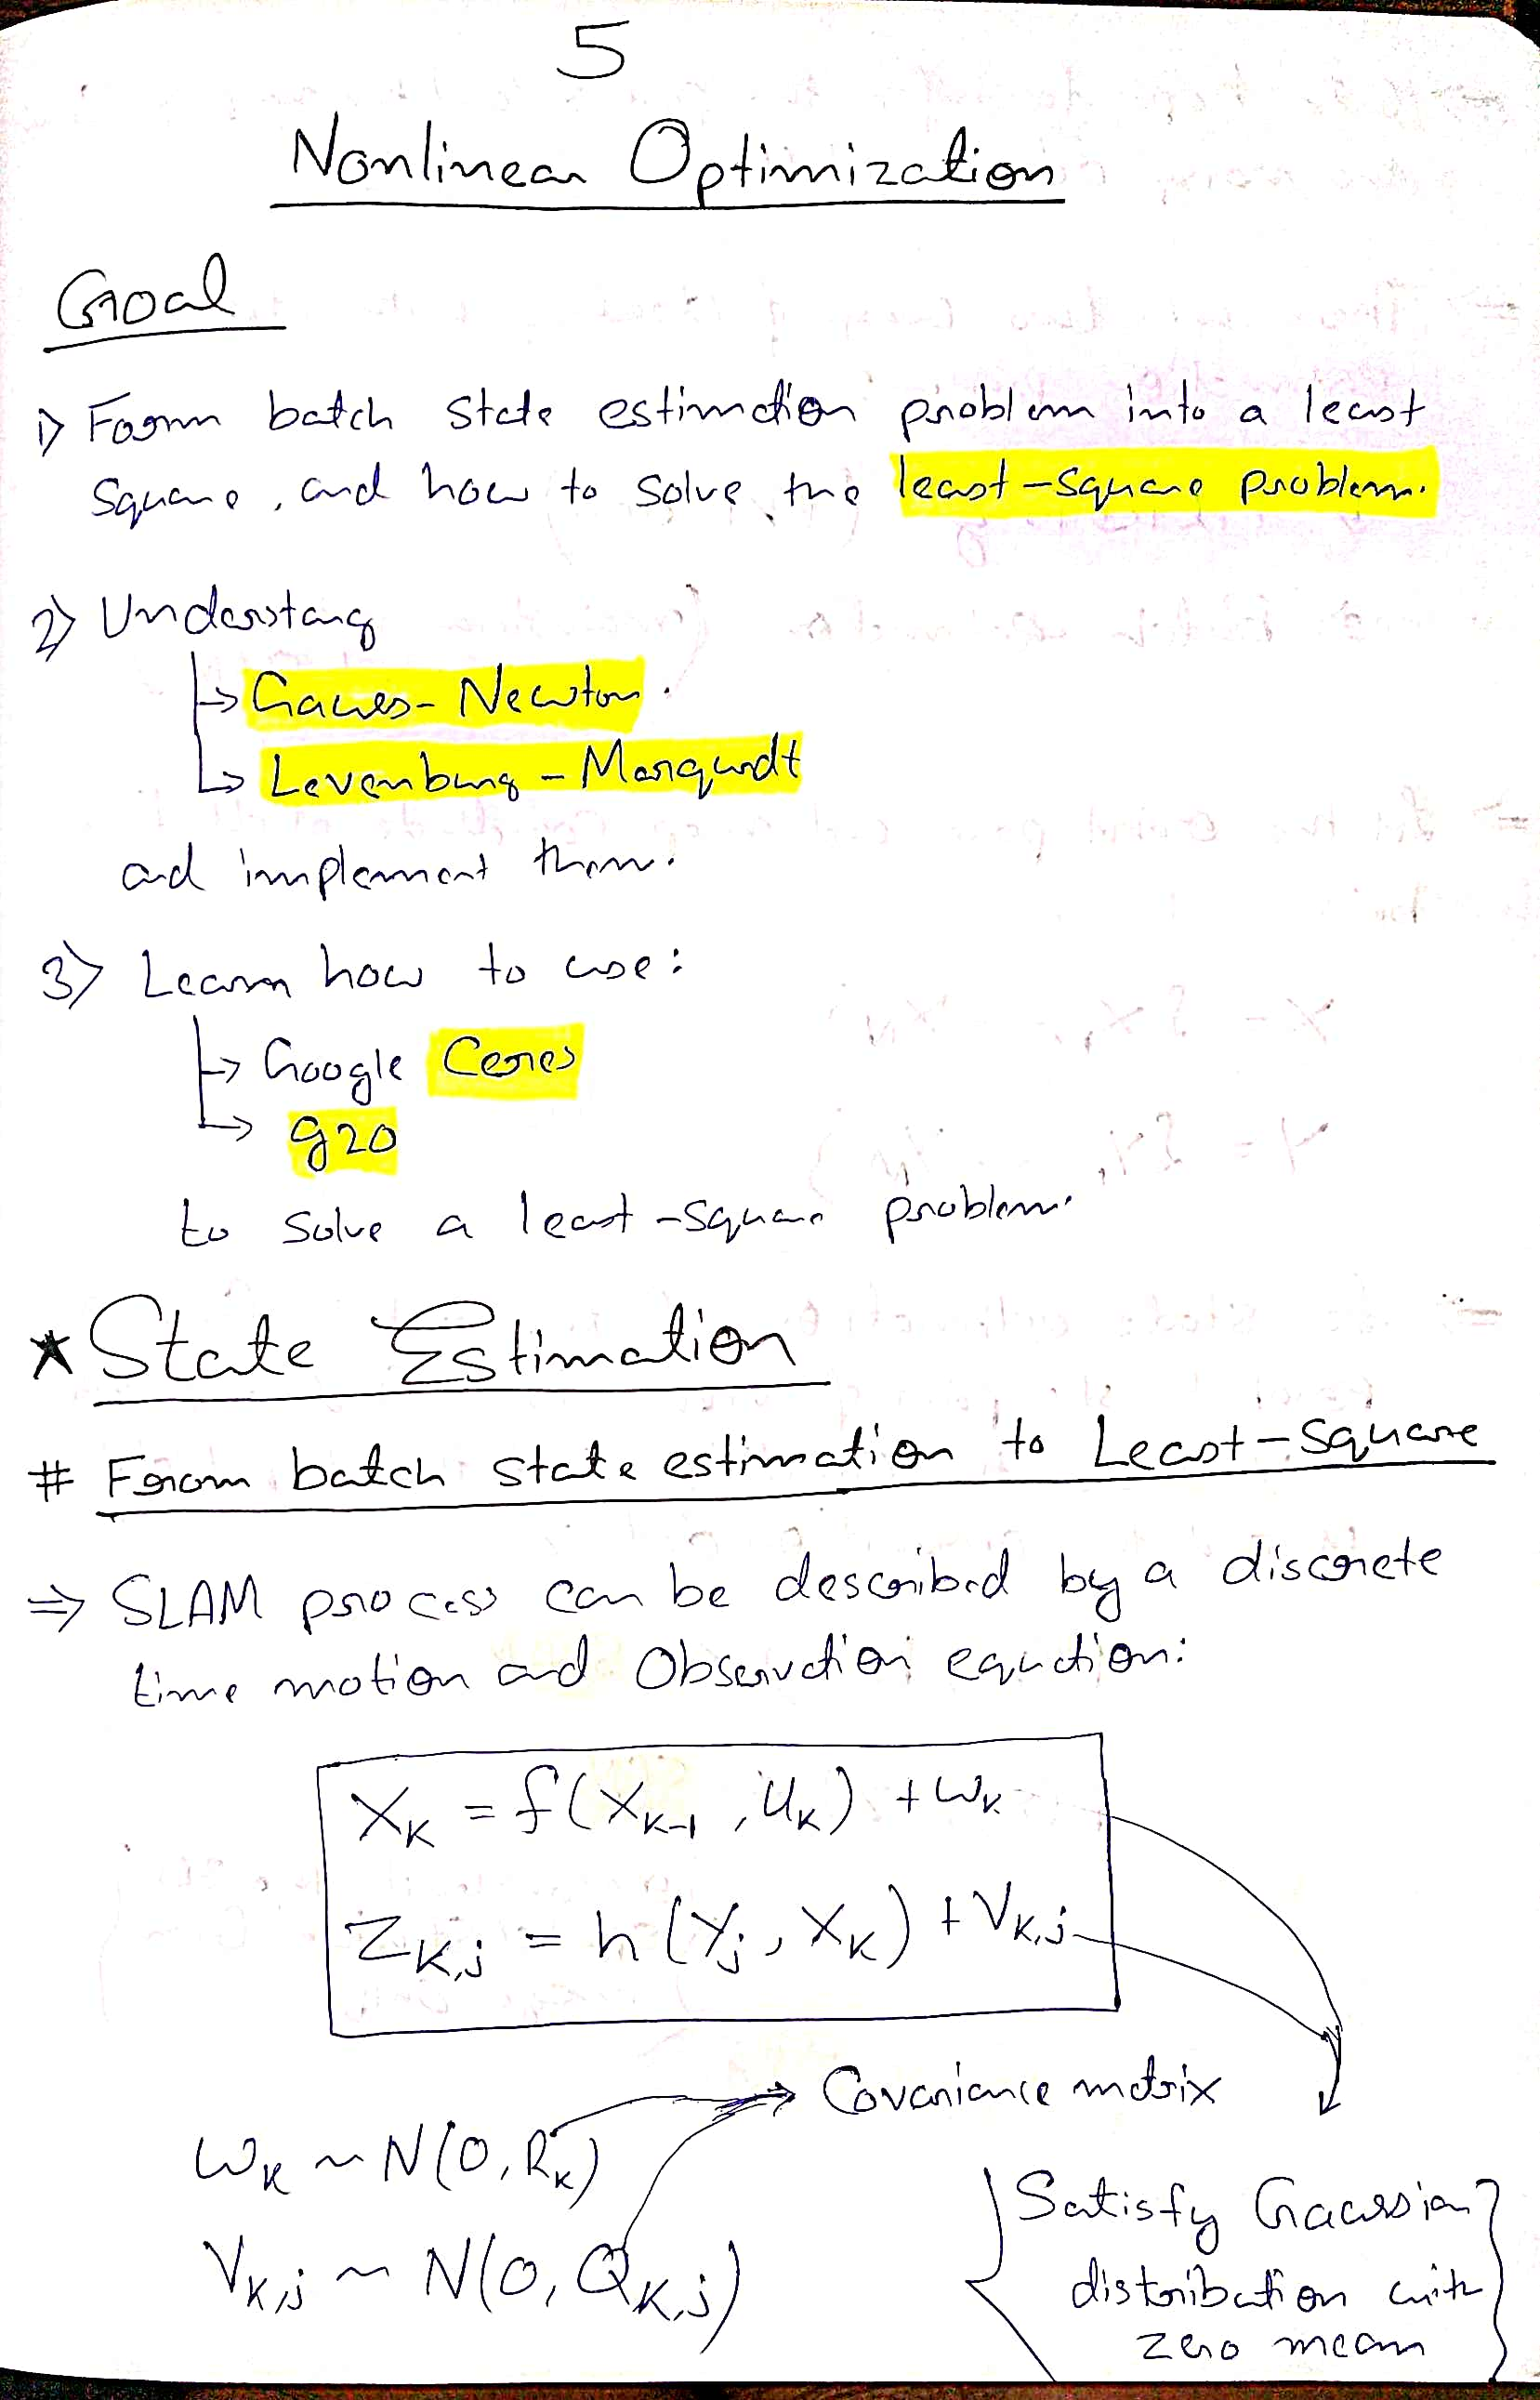 5
Nonlinear Optimization
Goal
1) Form batch state estimation problem into a least
square, and how to solve the least-square problem.
2) Understang
↳ Gauss-Newton.
↳ Levenburg-Marqurdt
and implement them.
3) Learn how to use:
↳ Google Ceres
↳ g2o
to solve a least-square problem.
* State Estimation
# From batch state estimation to Least-Square
⇒ SLAM process can be described by a discrete
time motion and Observation equation:
X_K = f(X_{K-1}, U_K) + W_K
Z_{K,j} = h(Y_j, X_K) + V_{K,j}
→ Covariance matrix
W_K ~ N(0, R_K)
V_{K,j} ~ N(0, Q_{K,j})
{Satisfy Gaussian
distribution with
zero mean}